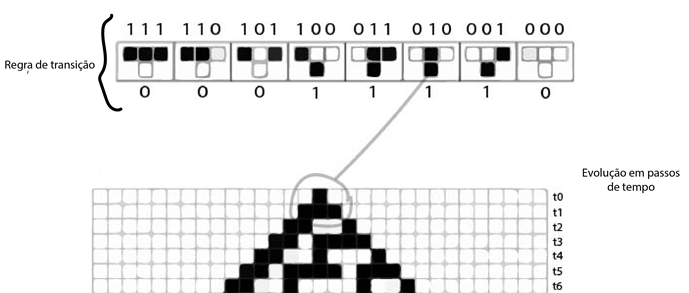 111 110 101 100 011 010 001 000
Regra de transição
0 0 0 1 1 1 1 0
Evolução em passos
de tempo
t0
t1
t2
t3
t4
t5
t6